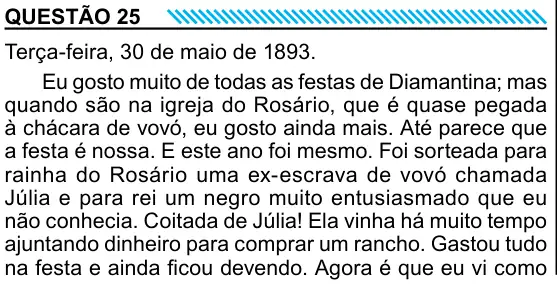 QUESTÃO 25
Terça-feira, 30 de maio de 1893.
Eu gosto muito de todas as festas de Diamantina; mas
quando são na igreja do Rosário, que é quase pegada
à chácara de vovó, eu gosto ainda mais. Até parece que
a festa é nossa. E este ano foi mesmo. Foi sorteada para
rainha do Rosário uma ex-escrava de vovó chamada
Júlia e para rei um negro muito entusiasmado que eu
não conhecia. Coitada de Júlia! Ela vinha há muito tempo
ajuntando dinheiro para comprar um rancho. Gastou tudo
na festa e ainda ficou devendo. Agora é que eu vi como